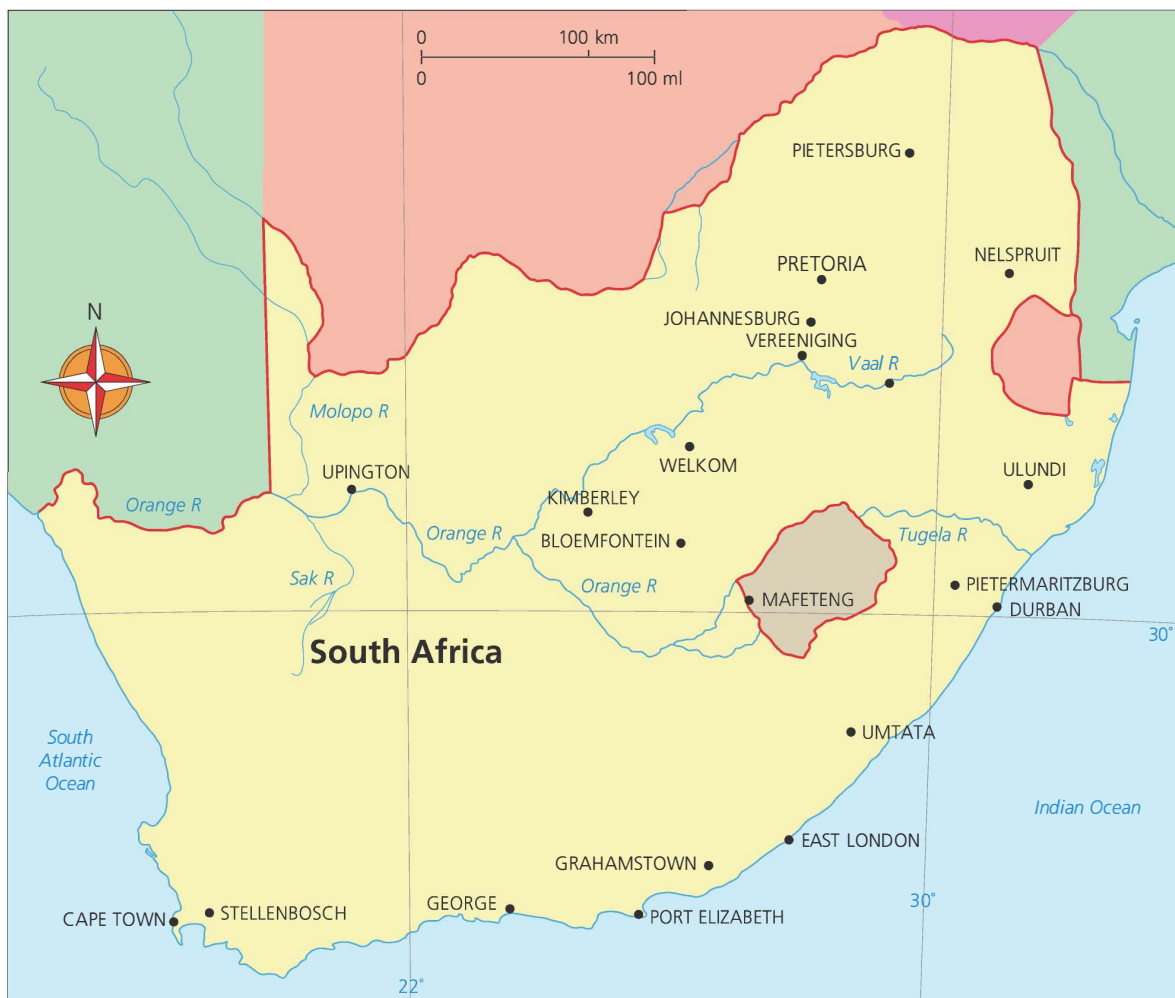 0 100 km
0 100 ml
PIETERSBURG
PRETORIA
NELSPRUIT
N
JOHANNESBURG
VEREENIGING
Vaal R
Molopo R
WELKOM
UPINGTON
ULUNDI
Orange R
KIMBERLEY
Orange R
BLOEMFONTEIN
Tugela R
Sak R
Orange R
PIETERMARITZBURG
MAFETENG
DURBAN
30°
South Africa
South
Atlantic
Ocean
UMTATA
Indian Ocean
EAST LONDON
GRAHAMSTOWN
GEORGE
30°
STELLENBOSCH
CAPE TOWN
PORT ELIZABETH
22°